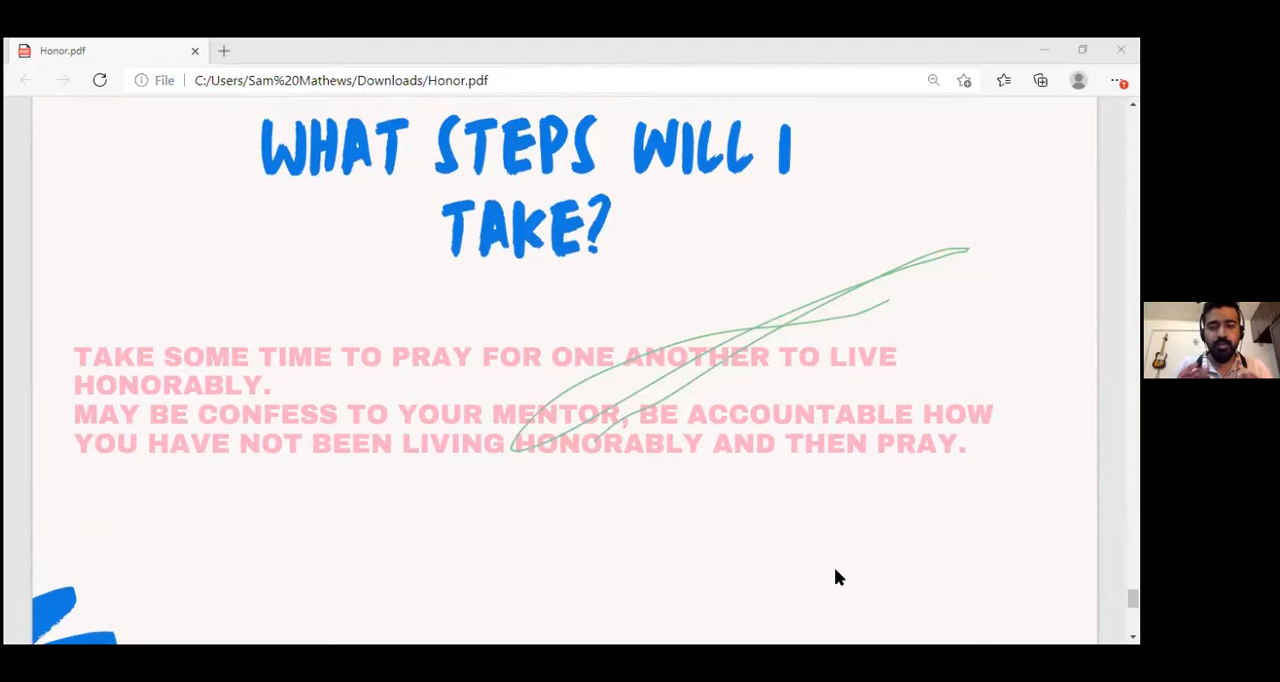 Honor.pdf
File
C:/Users/Sam%20Mathews/Downloads/Honor.pdf
WHAT STEPS WILL I
TAKE?
TAKE SOME TIME TO PRAY FOR ONE ANOTHER TO LIVE
HONORABLY.
MAY BE CONFESS TO YOUR MENTOR, BE ACCOUNTABLE HOW
YOU HAVE NOT BEEN LIVING HONORABLY AND THEN PRAY.